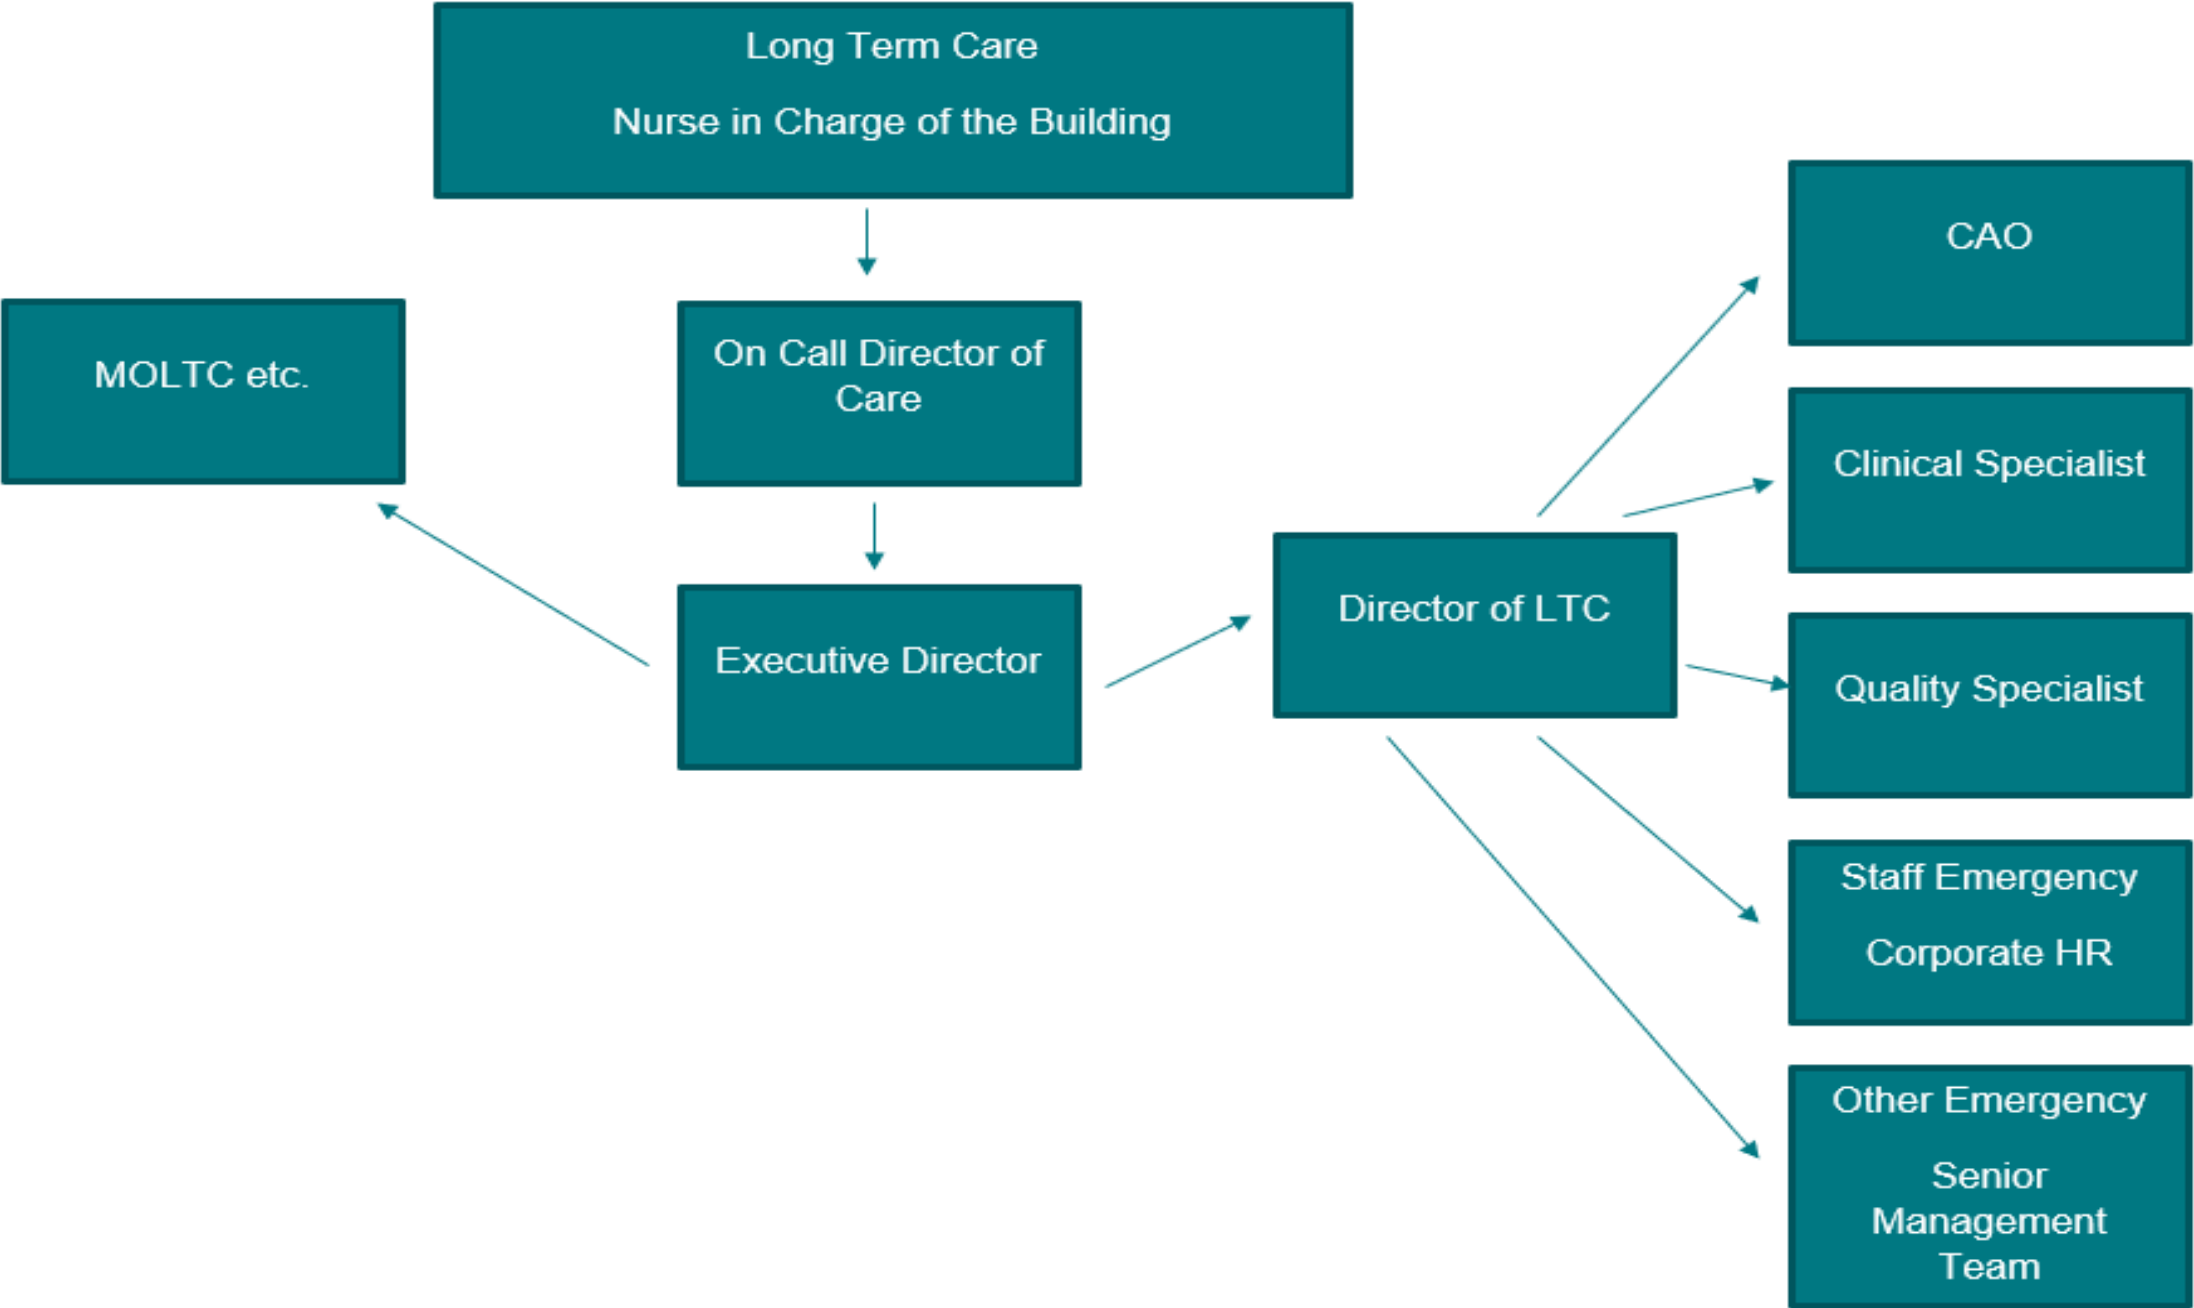 Long Term Care
Nurse in Charge of the Building
CAO
MOLTC etc.
On Call Director of
Care
Clinical Specialist
Director of LTC
Executive Director
Quality Specialist
Staff Emergency
Corporate HR
Other Emergency
Senior
Management
Team